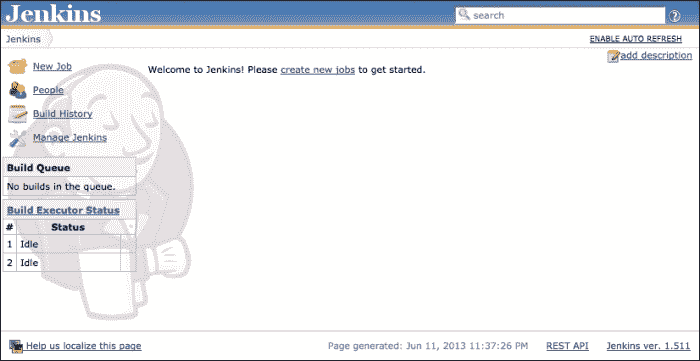 Jenkins
search
Jenkins
ENABLE AUTO REFRESH
add description
New Job
People
Build History
Manage Jenkins
Welcome to Jenkins! Please create new jobs to get started.
Build Queue
No builds in the queue.
Build Executor Status
# Status
1 Idle
2 Idle
Help us localize this page
Page generated: Jun 11, 2013 11:37:26 PM REST API Jenkins ver. 1.511